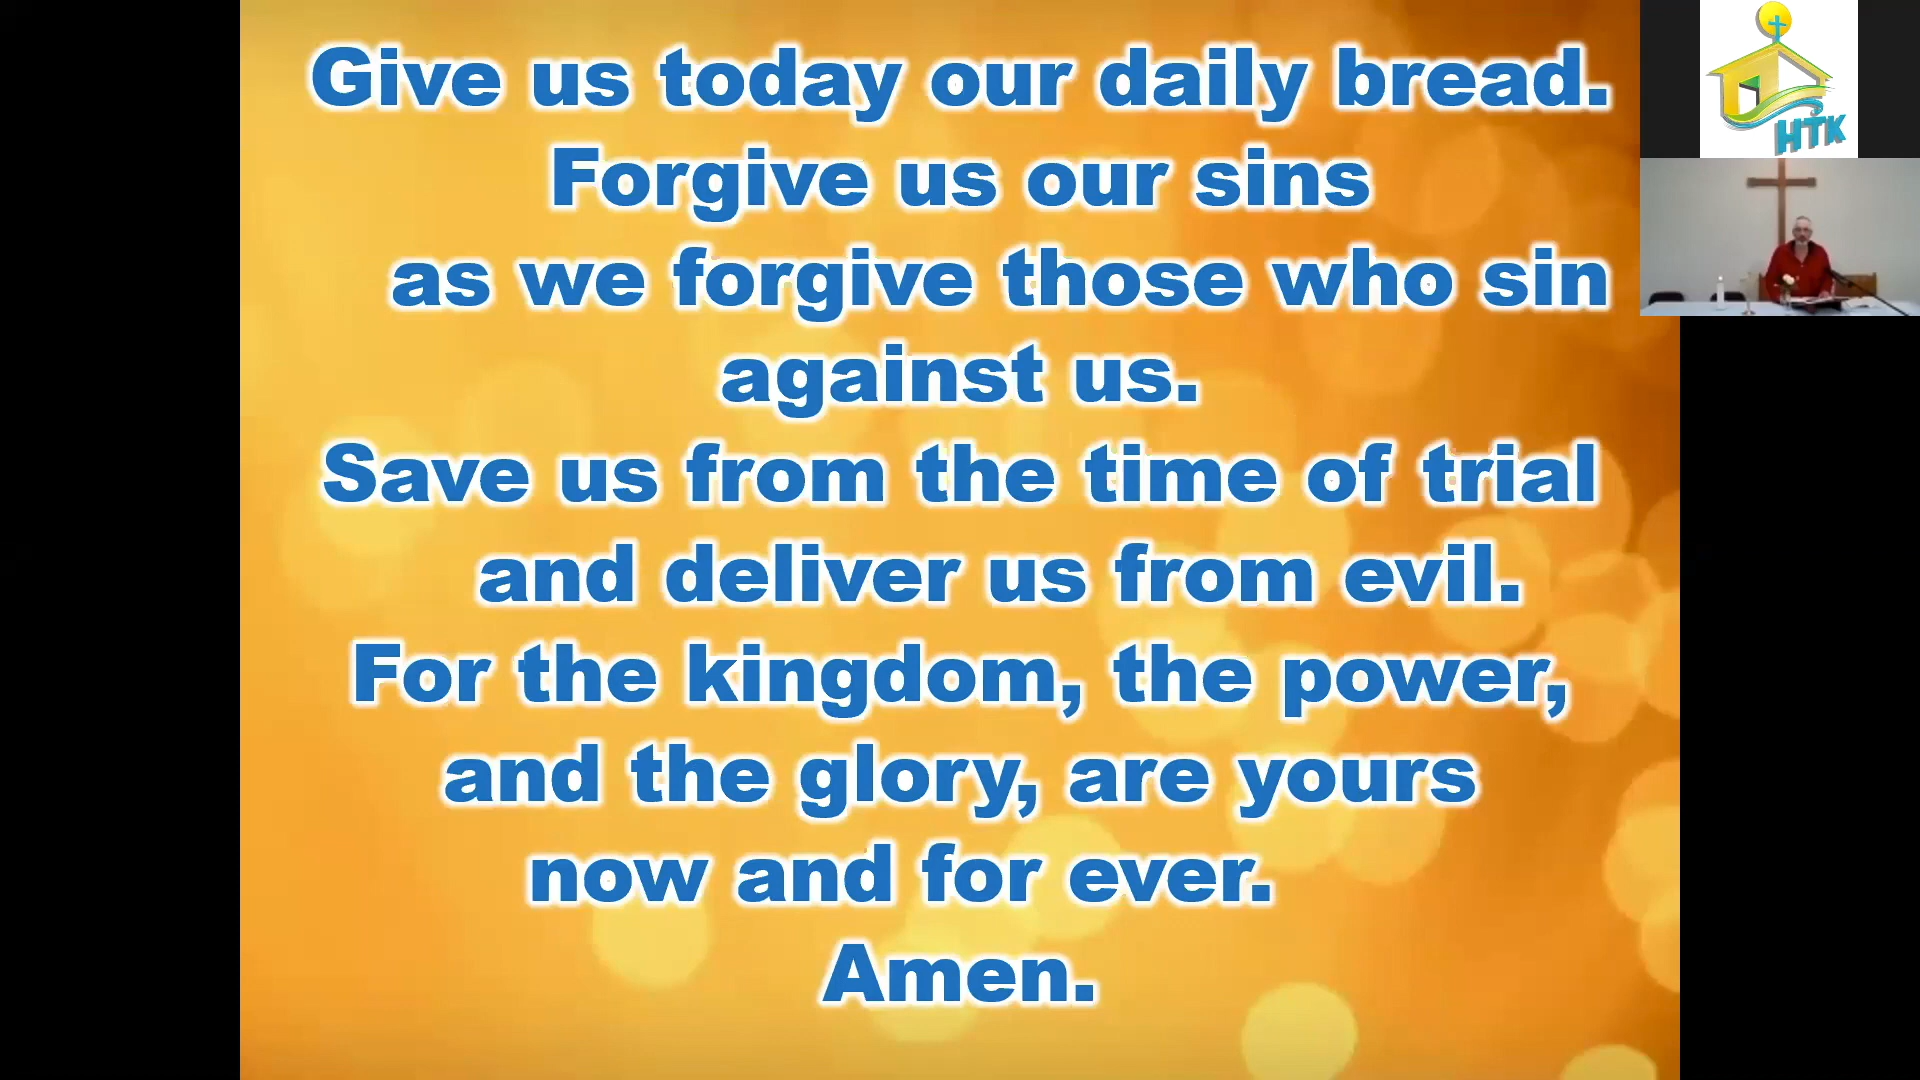 Give us today our daily bread.
Forgive us our sins
as we forgive those who sin
against us.
Save us from the time of trial
and deliver us from evil.
For the kingdom, the power,
and the glory, are yours
now and for ever.
Amen.
HTK